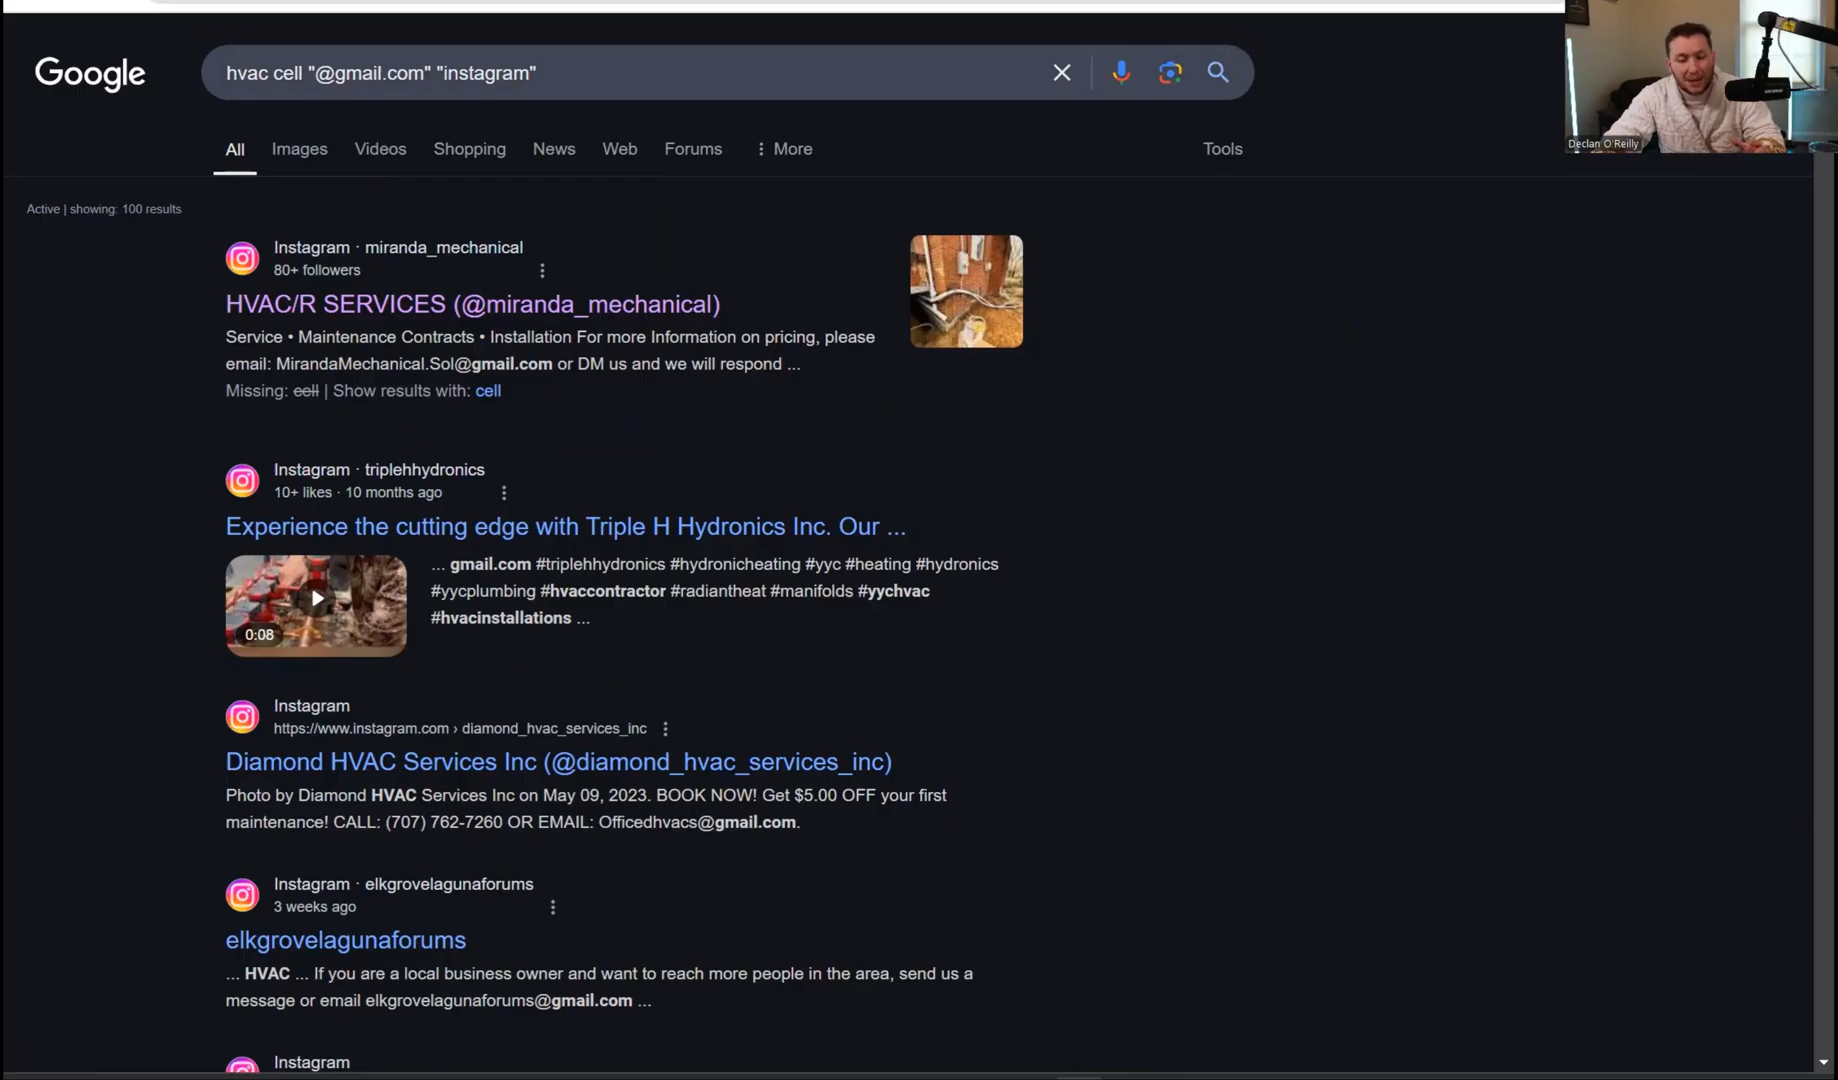 Google
hvac cell "@gmail.com" "instagram"
Declan O'Reilly
All
Images
Videos
Shopping
News
Web
Forums
More
Tools
Active | showing: 100 results
Instagram · miranda_mechanical
80+ followers
HVAC/R SERVICES (@miranda_mechanical)
Service • Maintenance Contracts • Installation For more Information on pricing, please
email: MirandaMechanical.Sol@gmail.com or DM us and we will respond ...
Missing: cell | Show results with: cell
Instagram · triplehhydronics
10+ likes · 10 months ago
Experience the cutting edge with Triple H Hydronics Inc. Our ...
0:08
... gmail.com #triplehhydronics #hydronicheating #yyc #heating #hydronics
#yycplumbing #hvaccontractor #radiantheat #manifolds #yychvac
#hvacinstallations ...
Instagram
https://www.instagram.com › diamond_hvac_services_inc
Diamond HVAC Services Inc (@diamond_hvac_services_inc)
Photo by Diamond HVAC Services Inc on May 09, 2023. BOOK NOW! Get $5.00 OFF your first
maintenance! CALL: (707) 762-7260 OR EMAIL: Officedhvacs@gmail.com.
Instagram · elkgrovelagunaforums
3 weeks ago
elkgrovelagunaforums
... HVAC ... If you are a local business owner and want to reach more people in the area, send us a
message or email elkgrovelagunaforums@gmail.com ...
Instagram